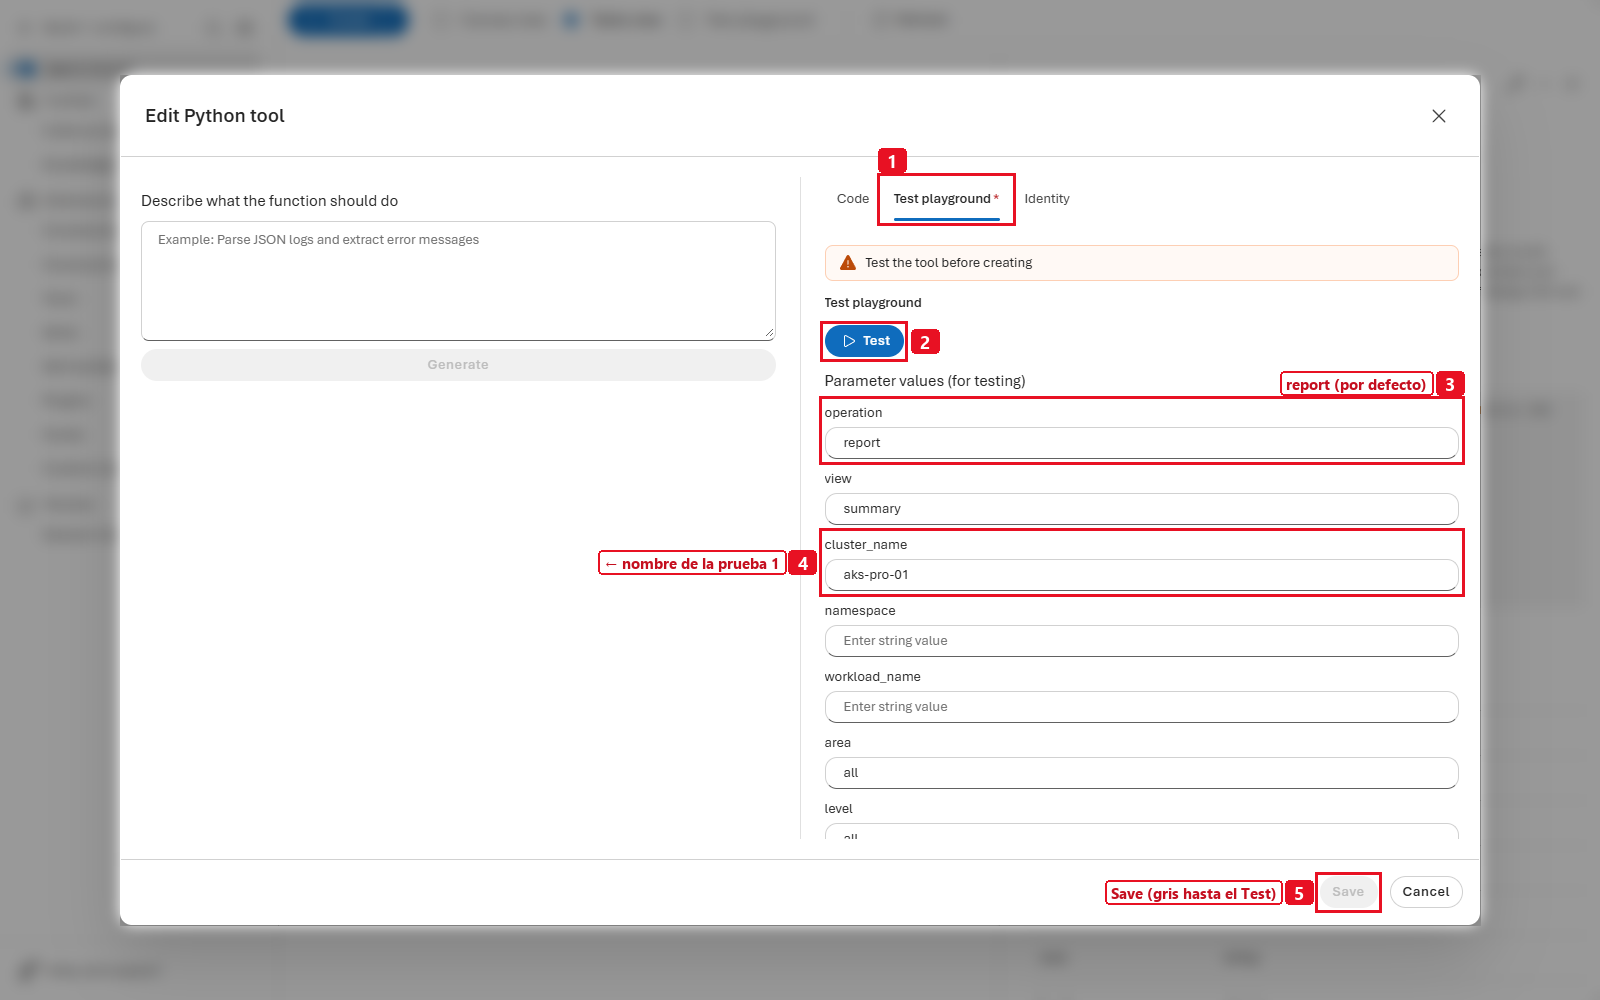 Edit Python tool
1
Describe what the function should do
Example: Parse JSON logs and extract error messages
Generate
Code
Test playground *
Identity
Test the tool before creating
Test playground
Test
2
Parameter values (for testing)
report (por defecto)
3
operation
report
view
summary
cluster_name
← nombre de la prueba 1
4
aks-pro-01
namespace
Enter string value
workload_name
Enter string value
area
all
level
all
Save (gris hasta el Test)
5
Save
Cancel